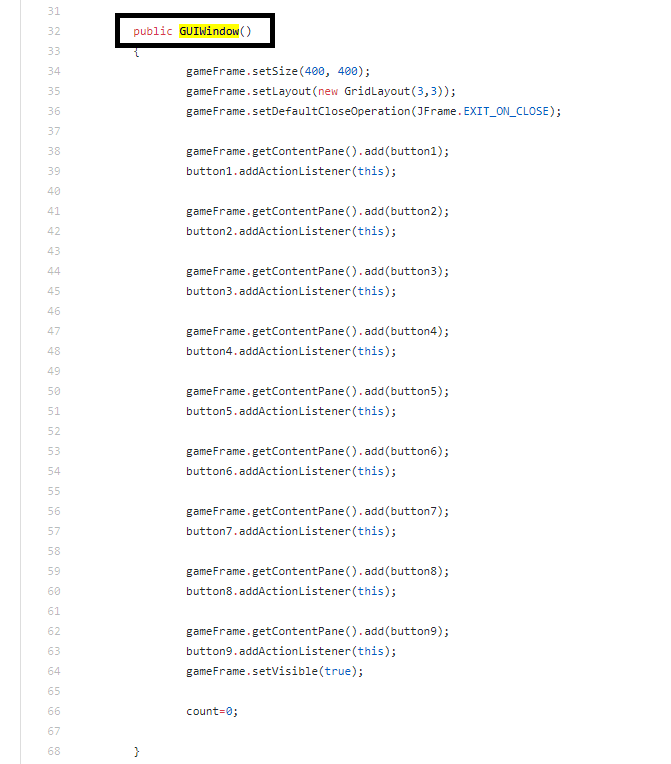 31
32 public GUIWindow()
33 {
34 gameFrame.setSize(400, 400);
35 gameFrame.setLayout(new GridLayout(3,3));
36 gameFrame.setDefaultCloseOperation(JFrame.EXIT_ON_CLOSE);
37
38 gameFrame.getContentPane().add(button1);
39 button1.addActionListener(this);
40
41 gameFrame.getContentPane().add(button2);
42 button2.addActionListener(this);
43
44 gameFrame.getContentPane().add(button3);
45 button3.addActionListener(this);
46
47 gameFrame.getContentPane().add(button4);
48 button4.addActionListener(this);
49
50 gameFrame.getContentPane().add(button5);
51 button5.addActionListener(this);
52
53 gameFrame.getContentPane().add(button6);
54 button6.addActionListener(this);
55
56 gameFrame.getContentPane().add(button7);
57 button7.addActionListener(this);
58
59 gameFrame.getContentPane().add(button8);
60 button8.addActionListener(this);
61
62 gameFrame.getContentPane().add(button9);
63 button9.addActionListener(this);
64 gameFrame.setVisible(true);
65
66 count=0;
67
68 }